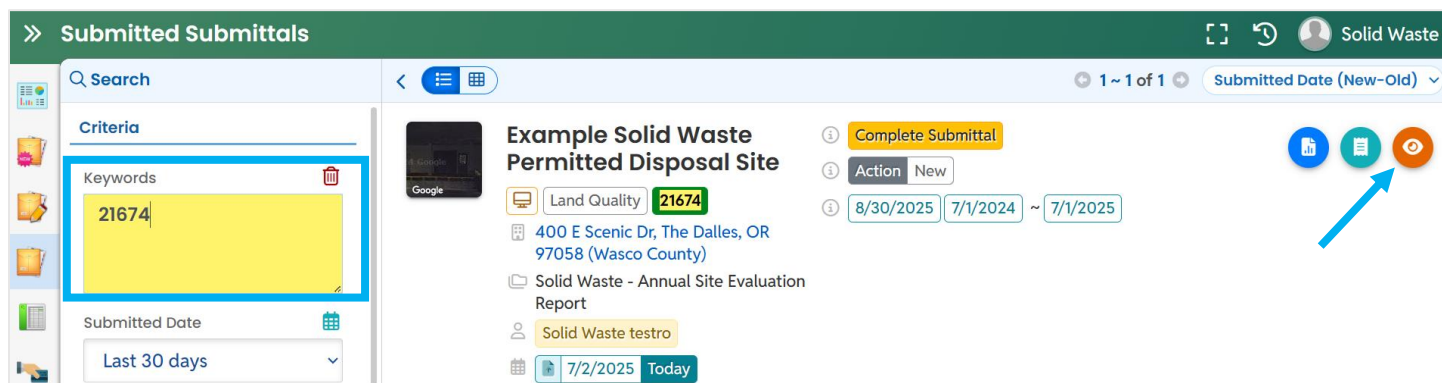 Submitted Submittals
Solid Waste
Search
1 ~ 1 of 1
Submitted Date (New-Old)
Criteria
Keywords
21674
Submitted Date
Last 30 days
Google
Example Solid Waste
Permitted Disposal Site
Land Quality 21674
400 E Scenic Dr, The Dalles, OR
97058 (Wasco County)
Solid Waste - Annual Site Evaluation
Report
Solid Waste testro
7/2/2025 Today
Complete Submittal
Action New
8/30/2025 7/1/2024 ~ 7/1/2025